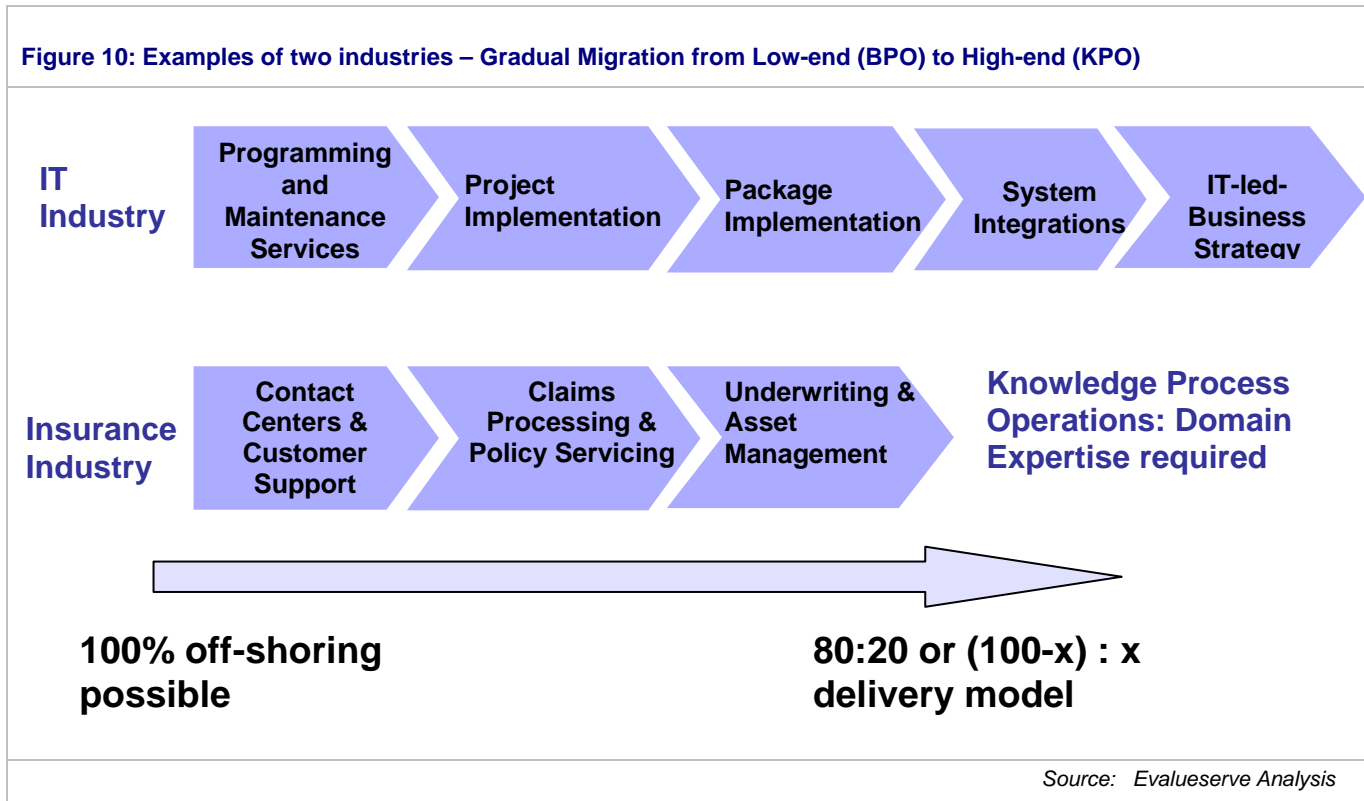 Figure 10: Examples of two industries – Gradual Migration from Low-end (BPO) to High-end (KPO)
IT
Industry
Programming
and
Maintenance
Services
Project
Implementation
Package
Implementation
System
Integrations
IT-led-
Business
Strategy
Insurance
Industry
Contact
Centers &
Customer
Support
Claims
Processing &
Policy Servicing
Underwriting &
Asset
Management
Knowledge Process
Operations: Domain
Expertise required
100% off-shoring
possible
80:20 or (100-x) : x
delivery model
Source: Evalueserve Analysis